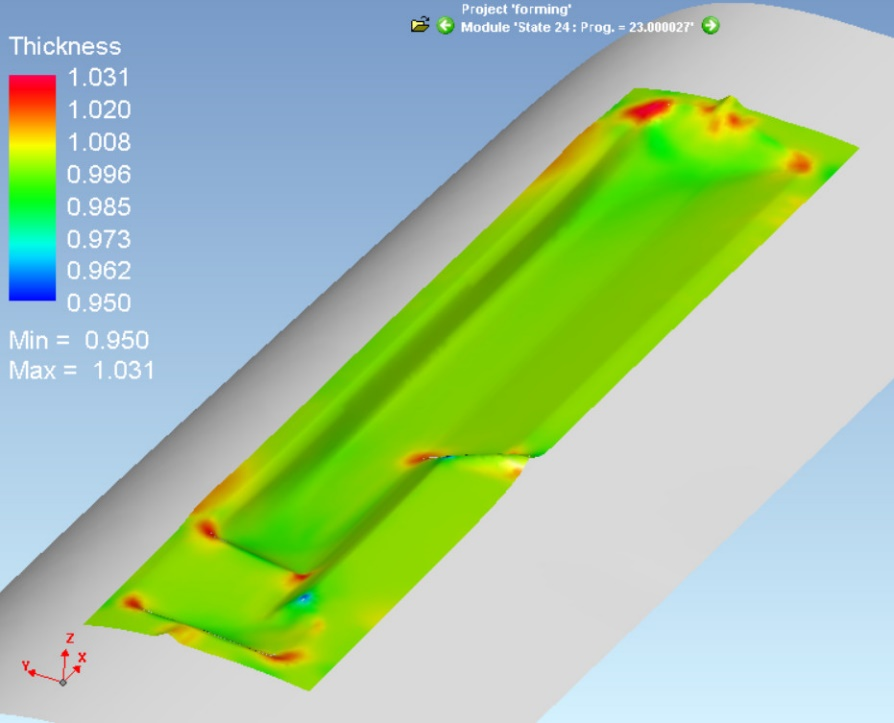 Project 'forming'
Module 'State 24 : Prog. = 23.000027'
Thickness
1.031
1.020
1.008
0.996
0.985
0.973
0.962
0.950
Min = 0.950
Max = 1.031
Z
Y
X